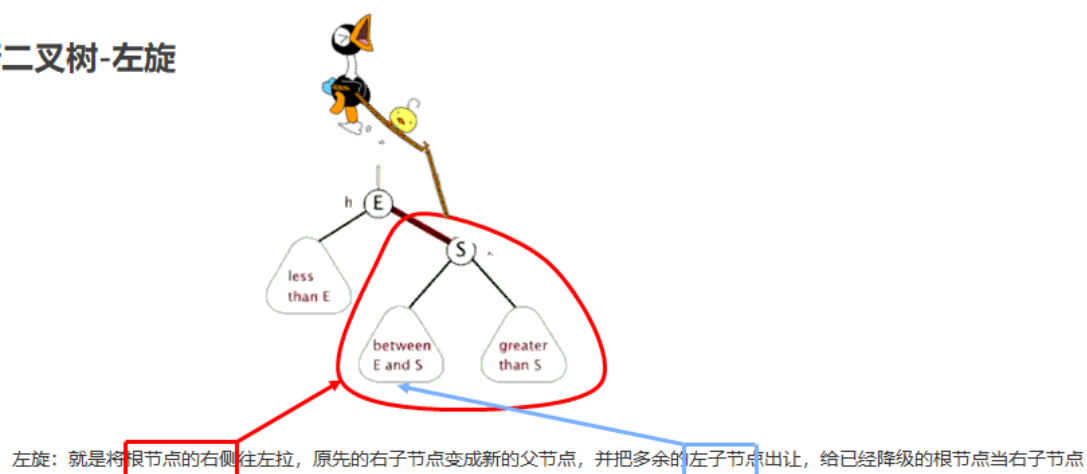 二叉树-左旋
h E
S
less
than E
between
E and S
greater
than S
左旋：就是将根节点的右侧往左拉，原先的右子节点变成新的父节点，并把多余的左子节点出让，给已经降级的根节点当右子节点